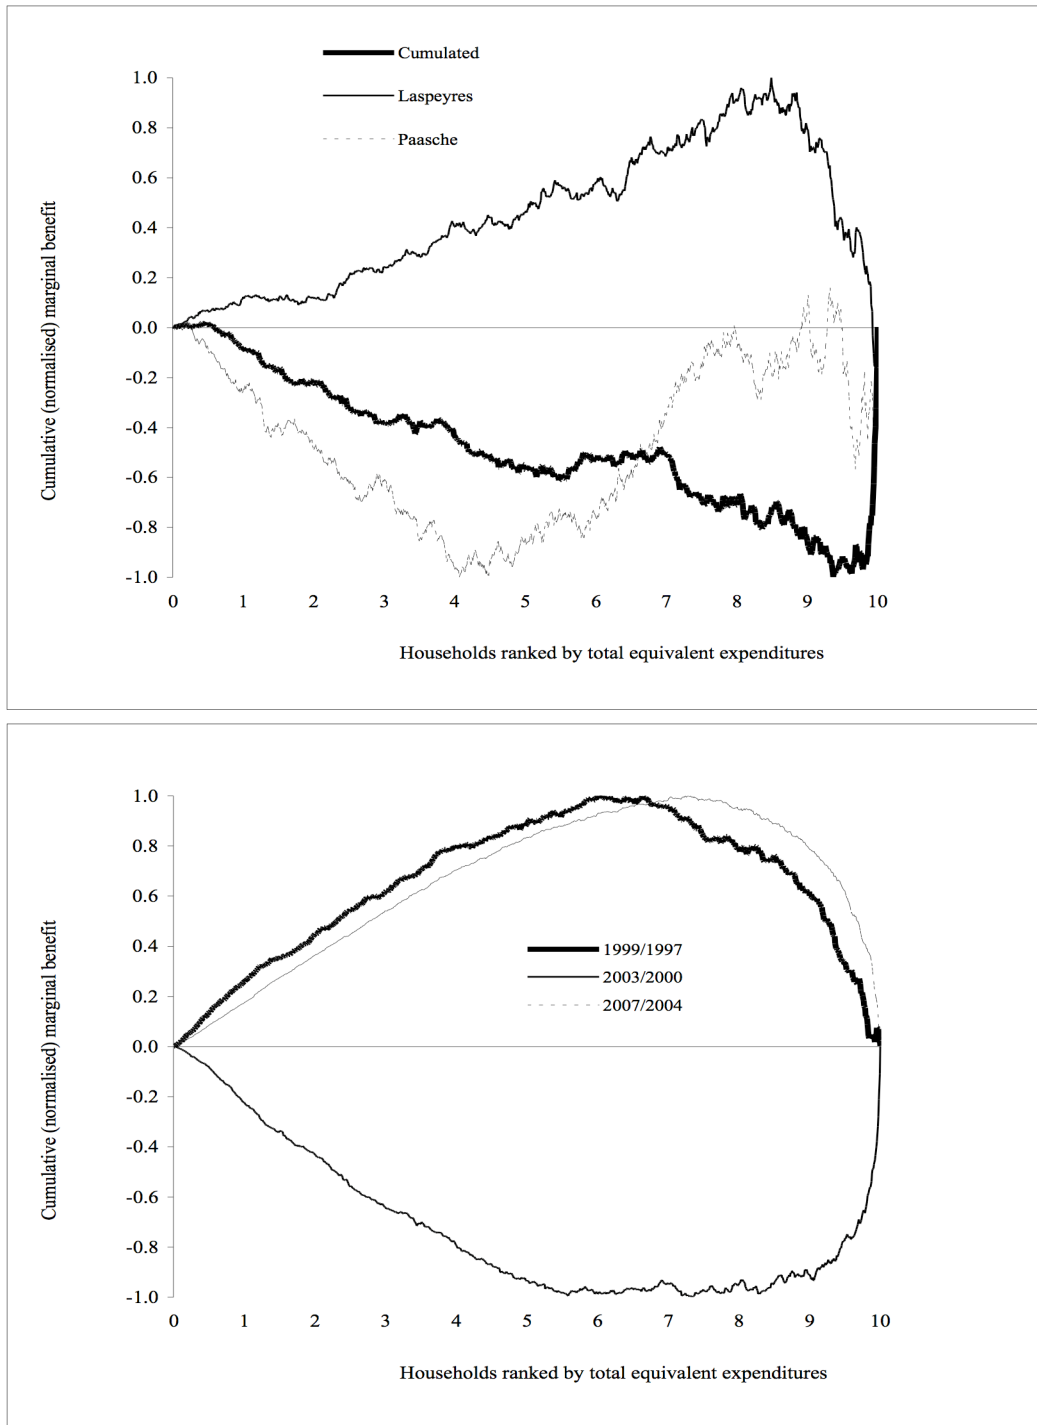 Cumulated
Laspeyres
Paasche
Cumulative (normalised) marginal benefit
1.0
0.8
0.6
0.4
0.2
0.0
-0.2
-0.4
-0.6
-0.8
-1.0
0 1 2 3 4 5 6 7 8 9 10
Households ranked by total equivalent expenditures
Cumulative (normalised) marginal benefit
1.0
0.8
0.6
0.4
0.2
0.0
-0.2
-0.4
-0.6
-0.8
-1.0
1999/1997
2003/2000
2007/2004
0 1 2 3 4 5 6 7 8 9 10
Households ranked by total equivalent expenditures